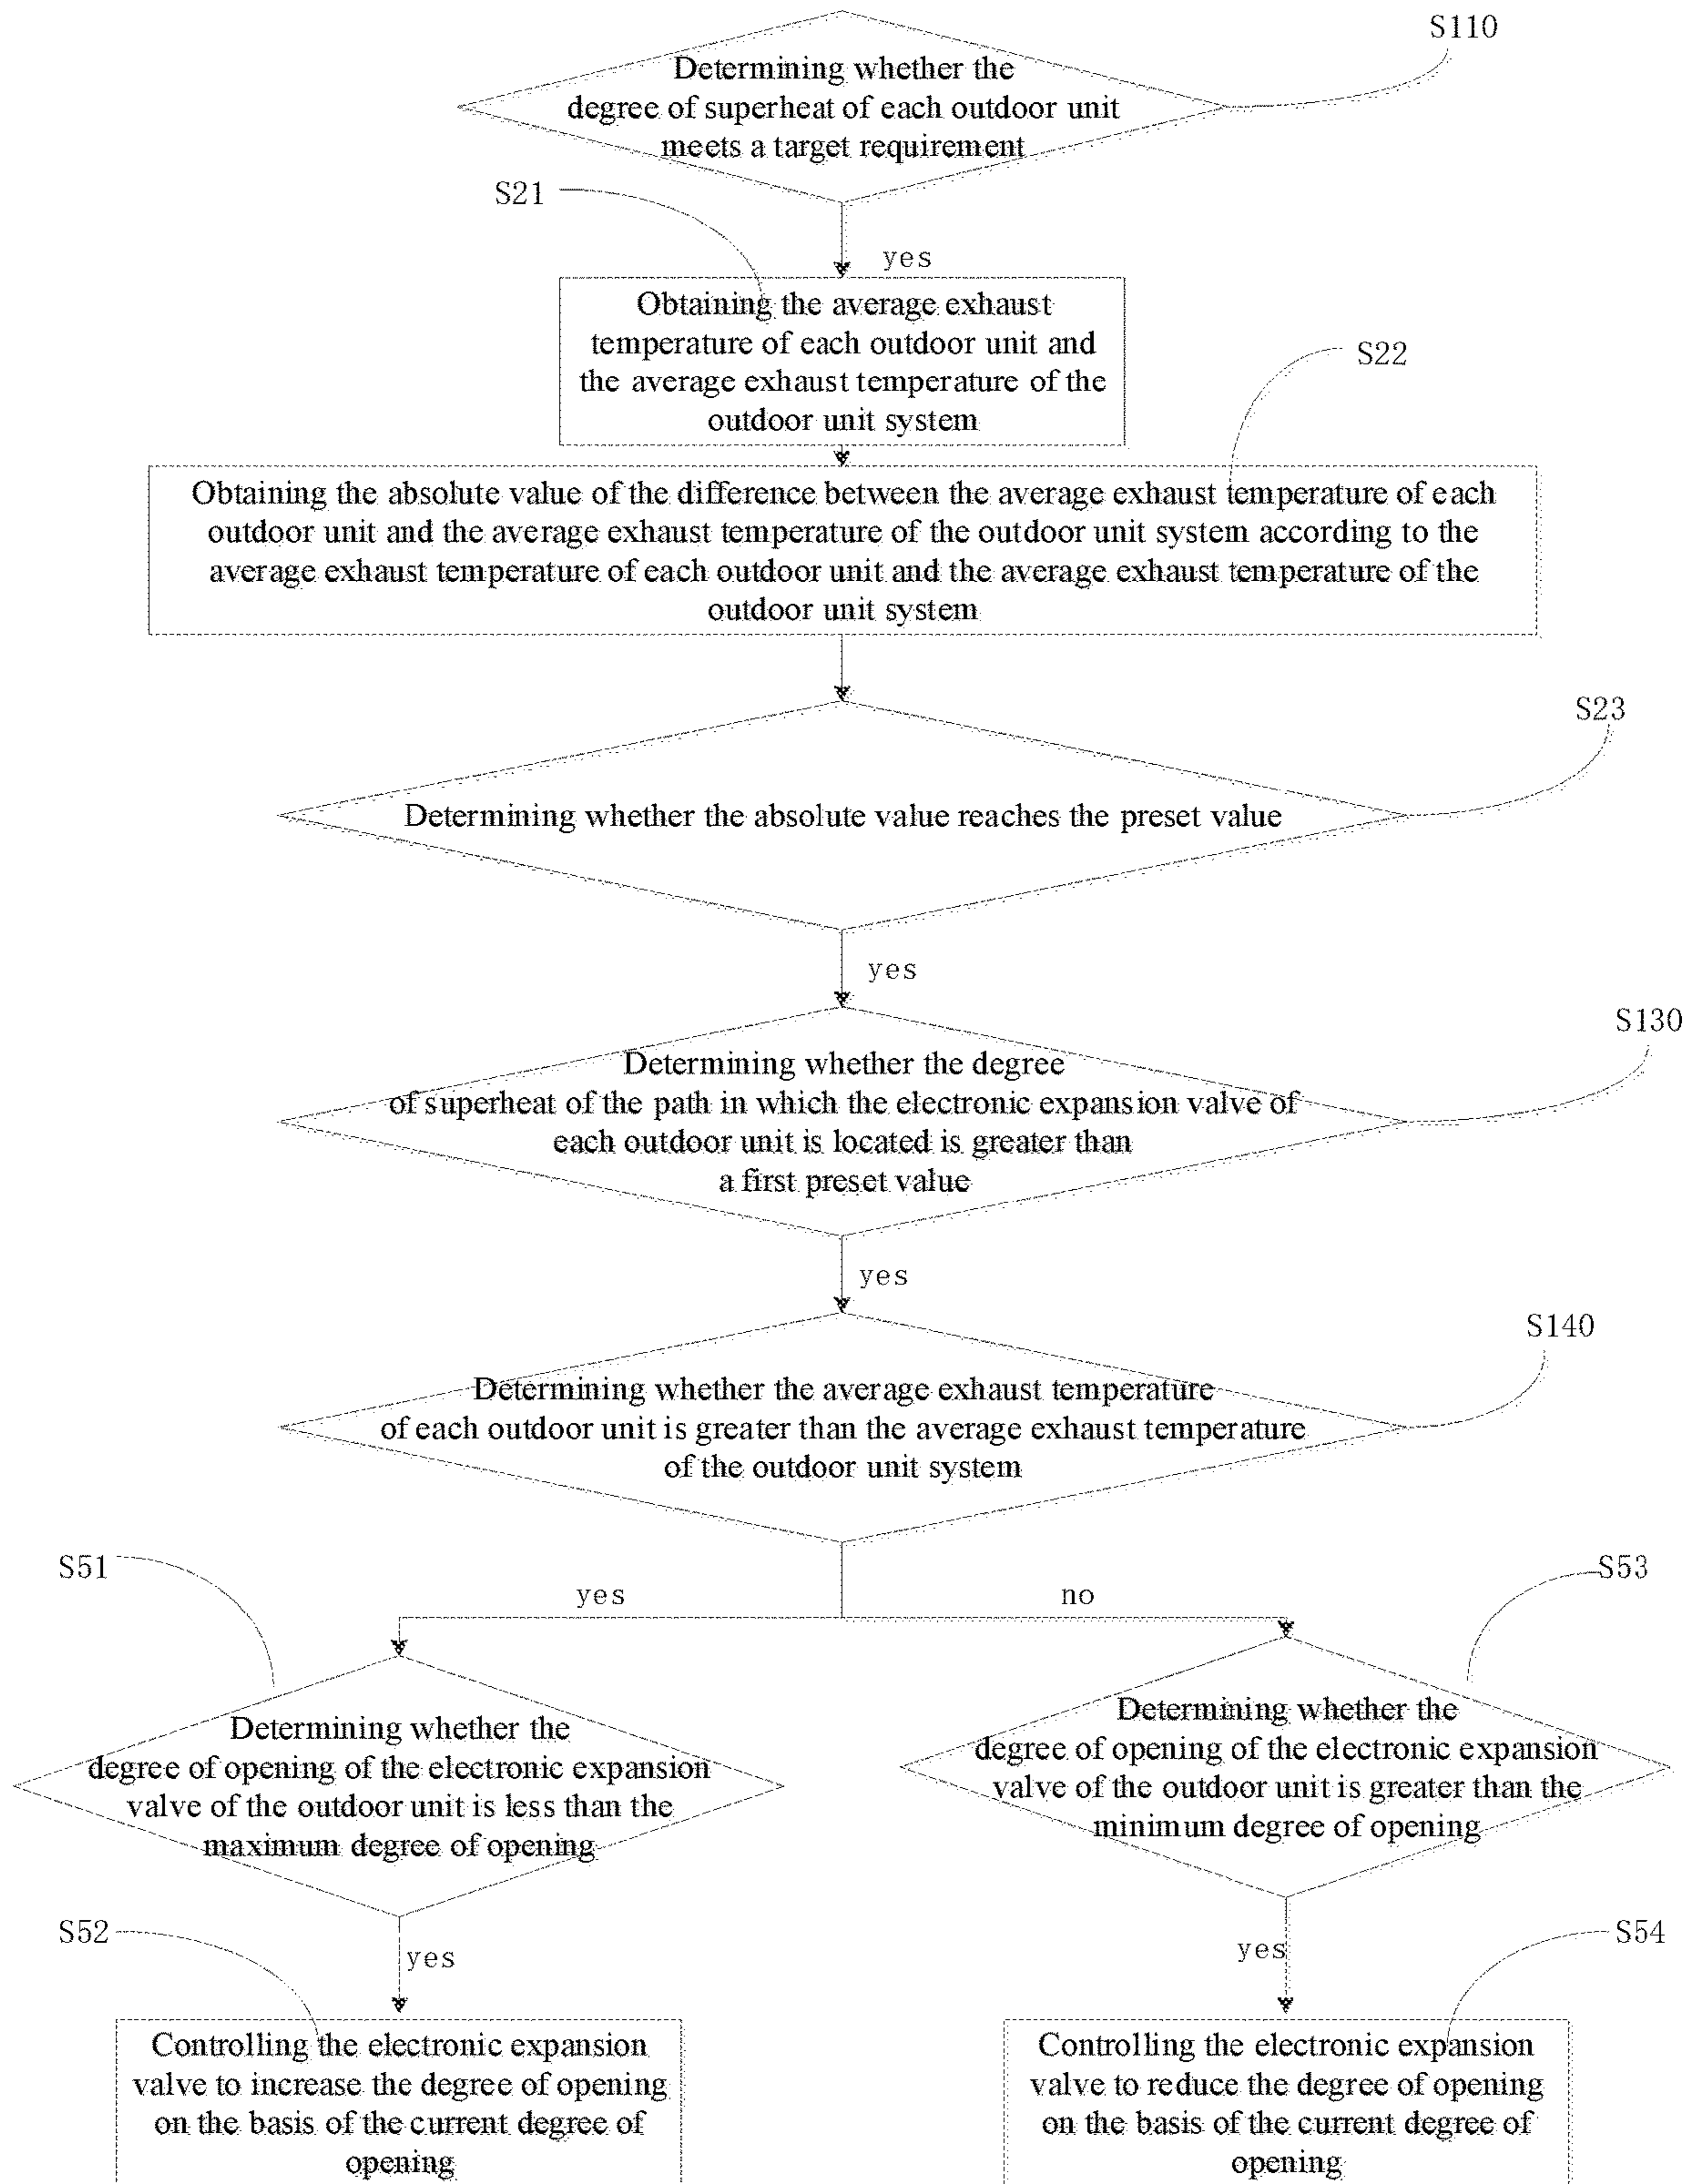 S110
Determining whether the
degree of superheat of each outdoor unit
meets a target requirement
S21
yes
Obtaining the average exhaust
temperature of each outdoor unit and
the average exhaust temperature of the
outdoor unit system
S22
Obtaining the absolute value of the difference between the average exhaust temperature of each
outdoor unit and the average exhaust temperature of the outdoor unit system according to the
average exhaust temperature of each outdoor unit and the average exhaust temperature of the
outdoor unit system
S23
Determining whether the absolute value reaches the preset value
yes
S130
Determining whether the degree
of superheat of the path in which the electronic expansion valve of
each outdoor unit is located is greater than
a first preset value
yes
S140
Determining whether the average exhaust temperature
of each outdoor unit is greater than the average exhaust temperature
of the outdoor unit system
yes
no
S51
Determining whether the
degree of opening of the electronic expansion
valve of the outdoor unit is less than the
maximum degree of opening
S53
Determining whether the
degree of opening of the electronic expansion
valve of the outdoor unit is greater than the
minimum degree of opening
S52
yes
Controlling the electronic expansion
valve to increase the degree of opening
on the basis of the current degree of
opening
S54
yes
Controlling the electronic expansion
valve to reduce the degree of opening
on the basis of the current degree of
opening